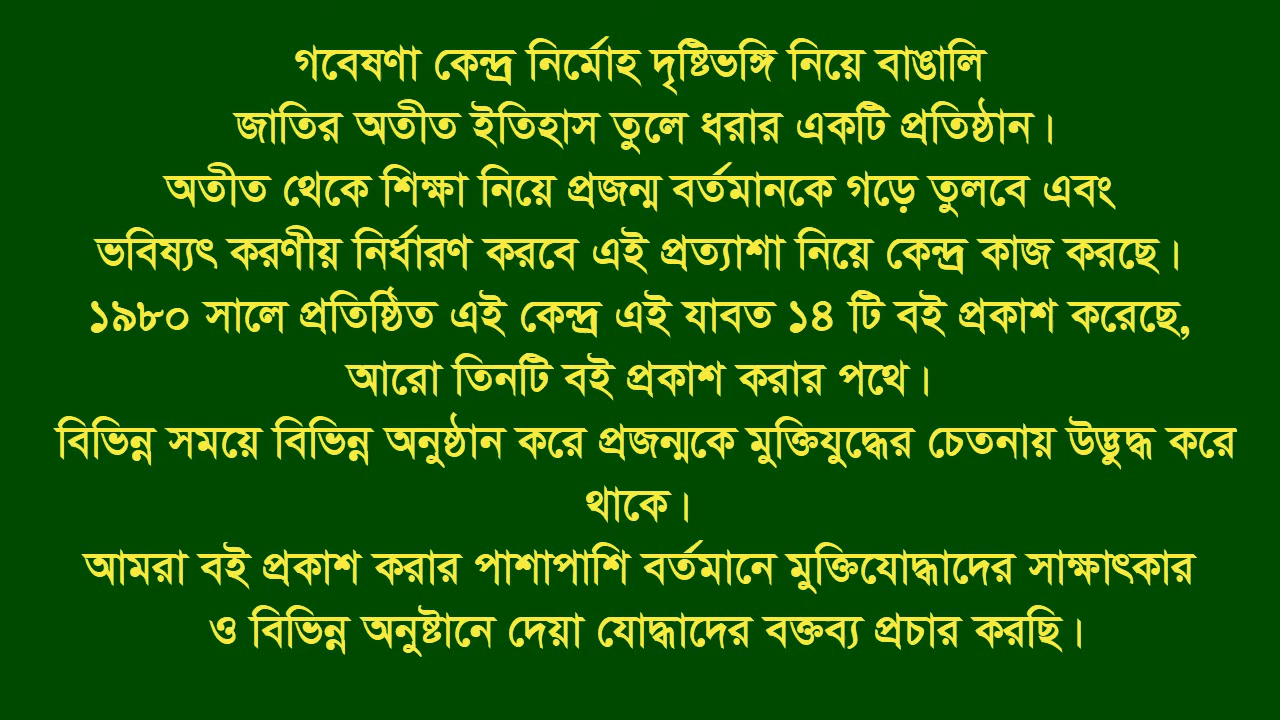 গবেষণা কেন্দ্র নির্মোহ দৃষ্টিভঙ্গি নিয়ে বাঙালি
জাতির অতীত ইতিহাস তুলে ধরার একটি প্রতিষ্ঠান।
অতীত থেকে শিক্ষা নিয়ে প্রজন্ম বর্তমানকে গড়ে তুলবে এবং
ভবিষ্যৎ করণীয় নির্ধারণ করবে এই প্রত্যাশা নিয়ে কেন্দ্র কাজ করছে।
১৯৮০ সালে প্রতিষ্ঠিত এই কেন্দ্র এই যাবত ১৪ টি বই প্রকাশ করেছে,
আরো তিনটি বই প্রকাশ করার পথে।
বিভিন্ন সময়ে বিভিন্ন অনুষ্ঠান করে প্রজন্মকে মুক্তিযুদ্ধের চেতনায় উদ্ভুদ্ধ করে
থাকে।
আমরা বই প্রকাশ করার পাশাপাশি বর্তমানে মুক্তিযোদ্ধাদের সাক্ষাৎকার
ও বিভিন্ন অনুষ্টানে দেয়া যোদ্ধাদের বক্তব্য প্রচার করছি।